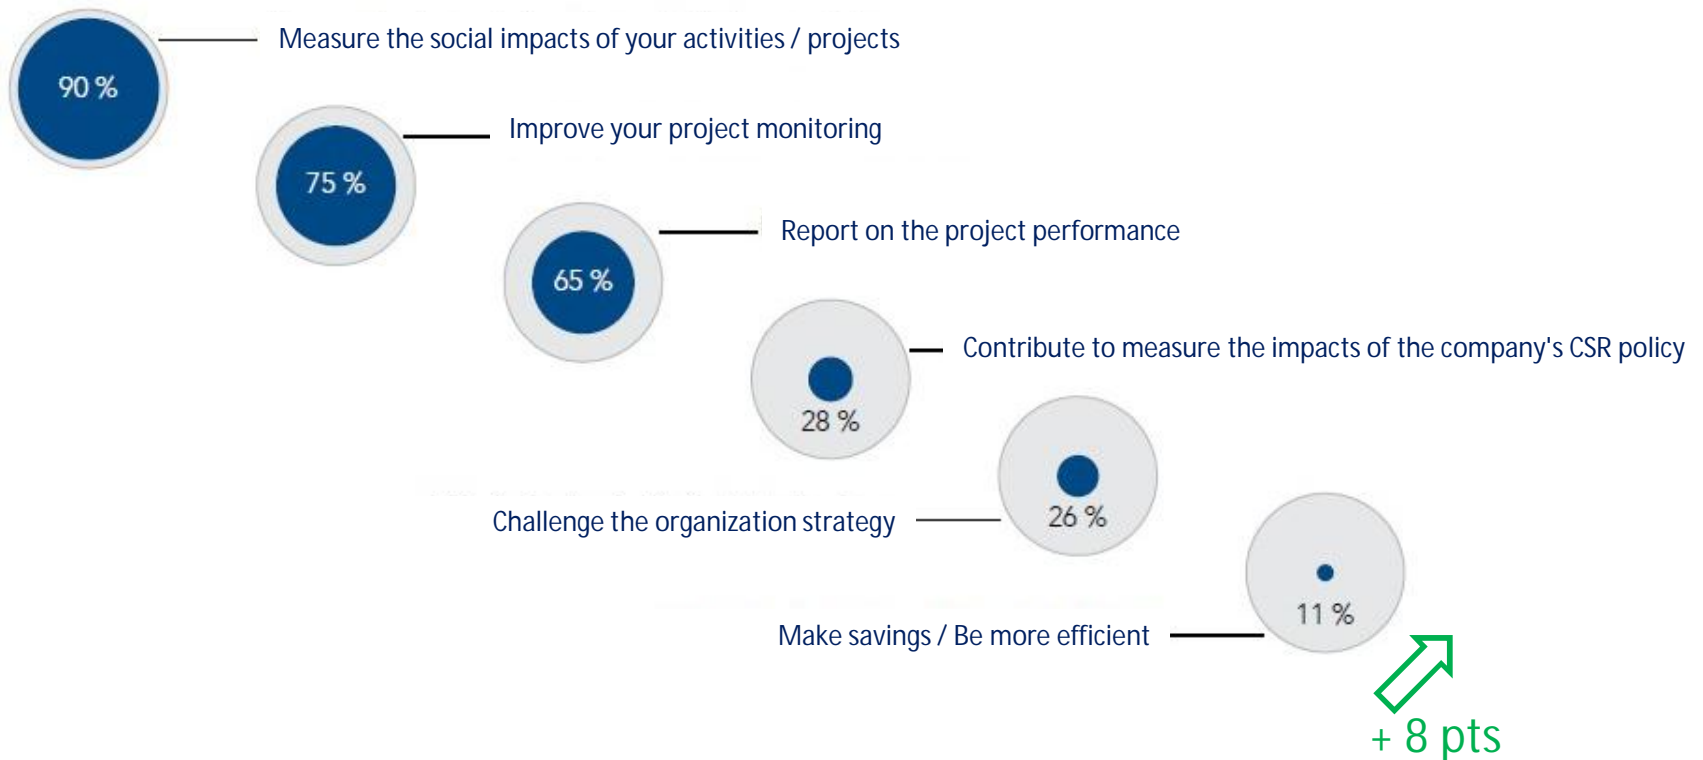 Measure the social impacts of your activities / projects
90 %
Improve your project monitoring
75 %
Report on the project performance
65 %
Contribute to measure the impacts of the company's CSR policy
28 %
Challenge the organization strategy
26 %
Make savings / Be more efficient
11 %
+ 8 pts